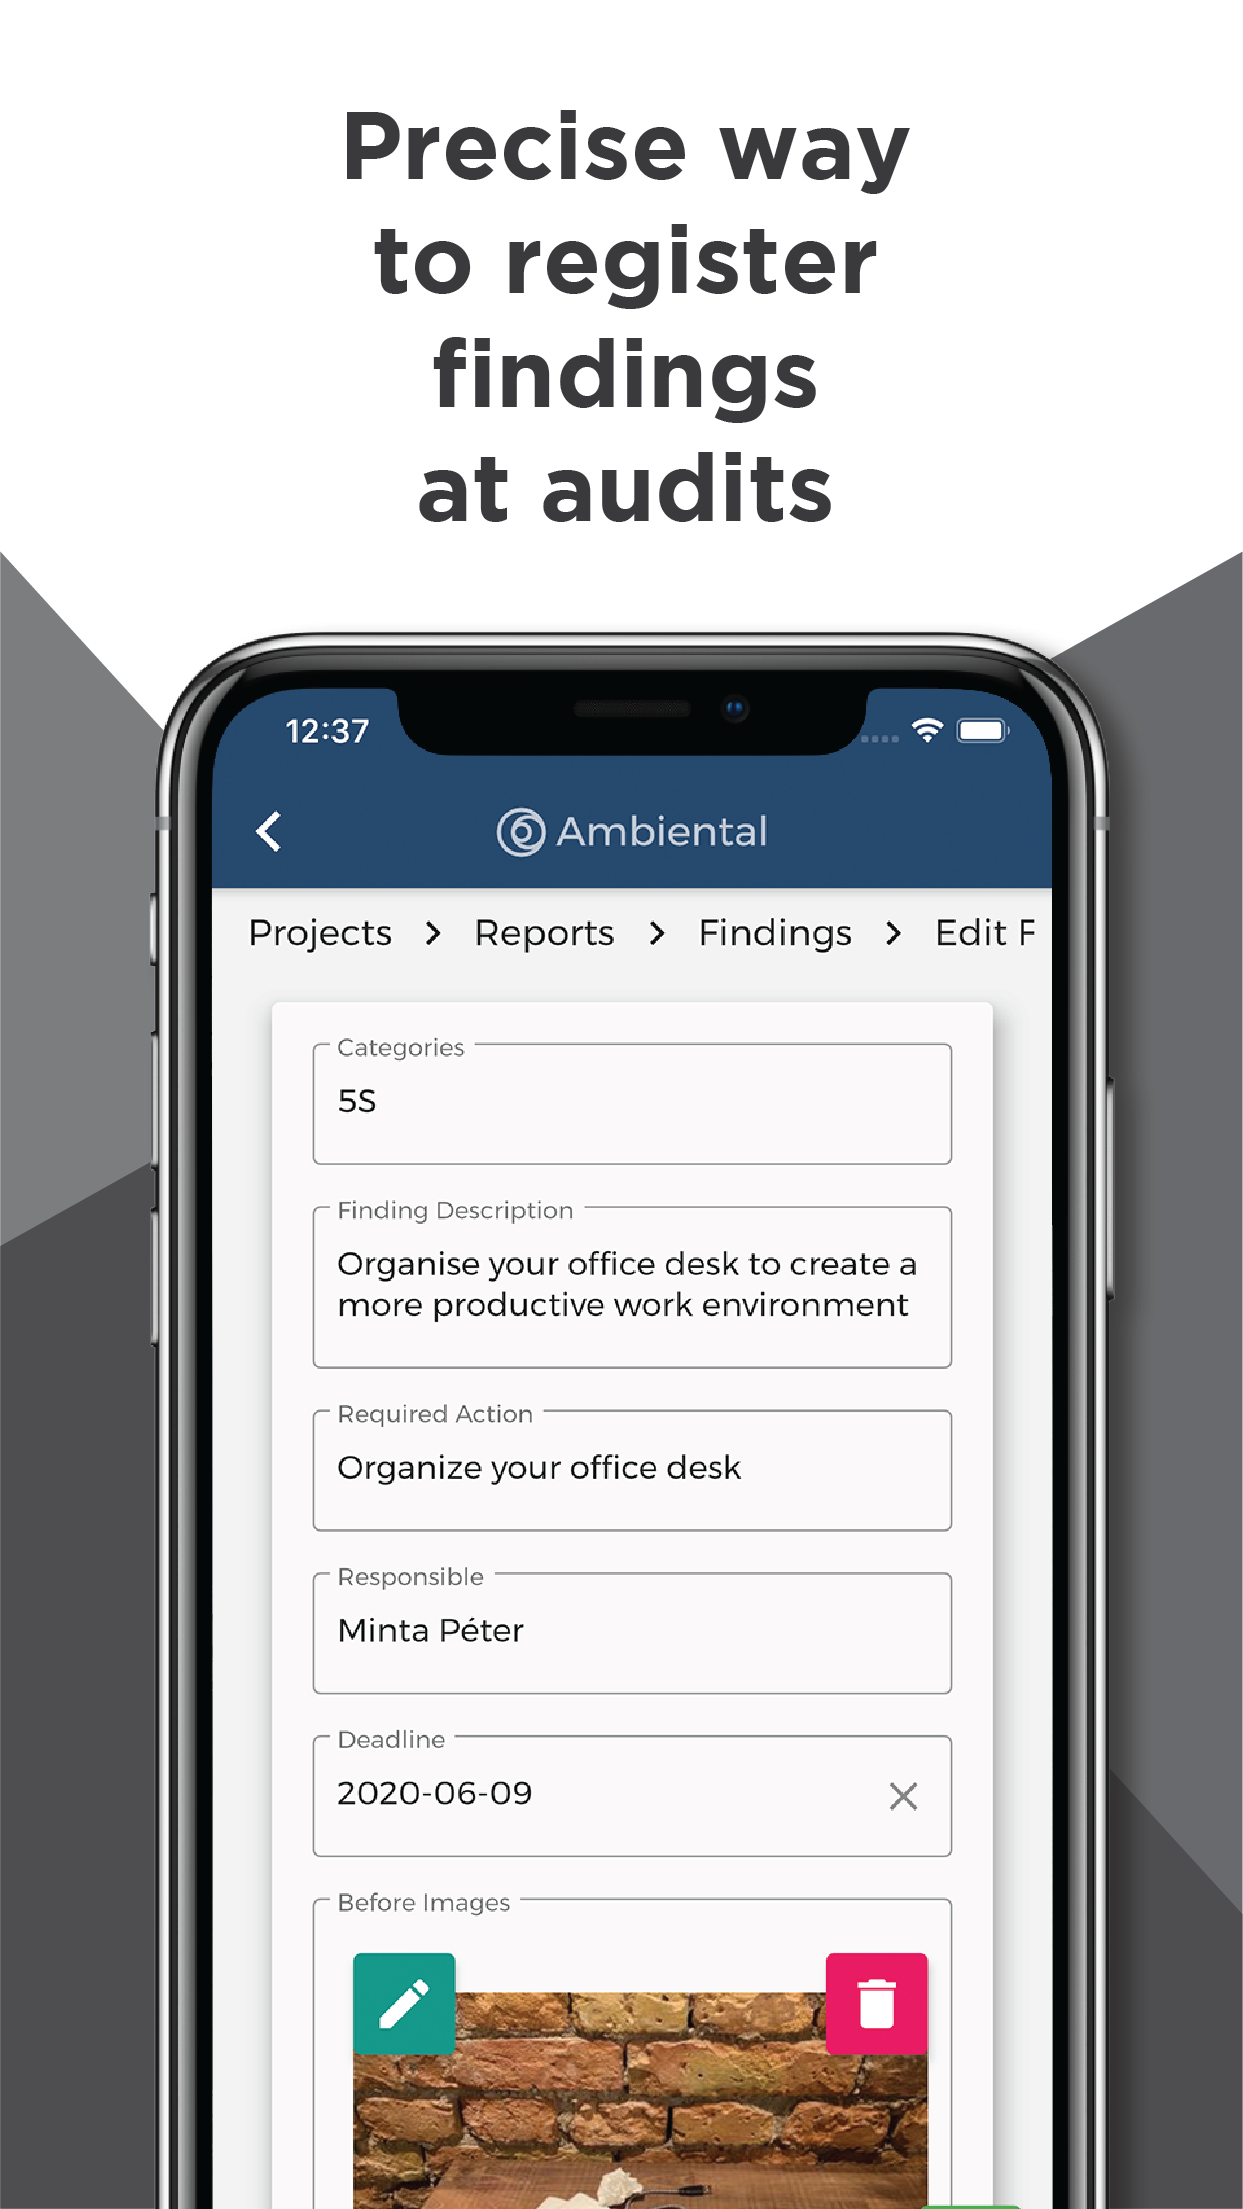 Precise way
to register
findings
at audits
12:37
Ambiental
Projects > Reports > Findings > Edit F
Categories
5S
Finding Description
Organise your office desk to create a
more productive work environment
Required Action
Organize your office desk
Responsible
Minta Péter
Deadline
2020-06-09
Before Images